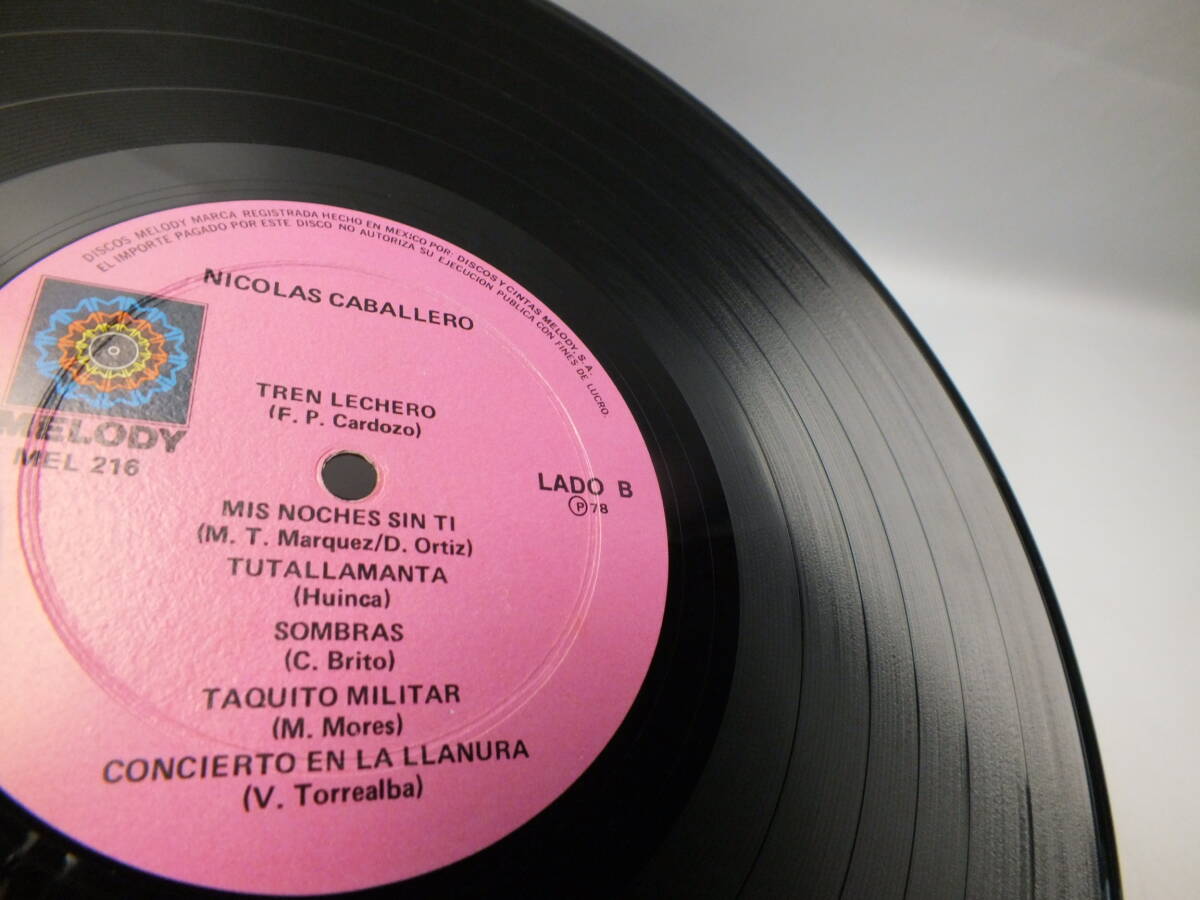 DISCOS MELODY MARCA REGISTRADA HECHO EN MEXICO POR: DISCOS Y CINTAS MELODY, S.A.
EL IMPORTE PAGADO POR ESTE DISCO NO AUTORIZA SU EJECUCION PUBLICA CON FINES DE LUCRO.
NICOLAS CABALLERO
MELODY
MEL 216
TREN LECHERO
(F. P. Cardozo)
LADO B
Ⓟ 78
MIS NOCHES SIN TI
(M. T. Marquez/D. Ortiz)
TUTALLAMANTA
(Huinca)
SOMBRAS
(C. Brito)
TAQUITO MILITAR
(M. Mores)
CONCIERTO EN LA LLANURA
(V. Torrealba)